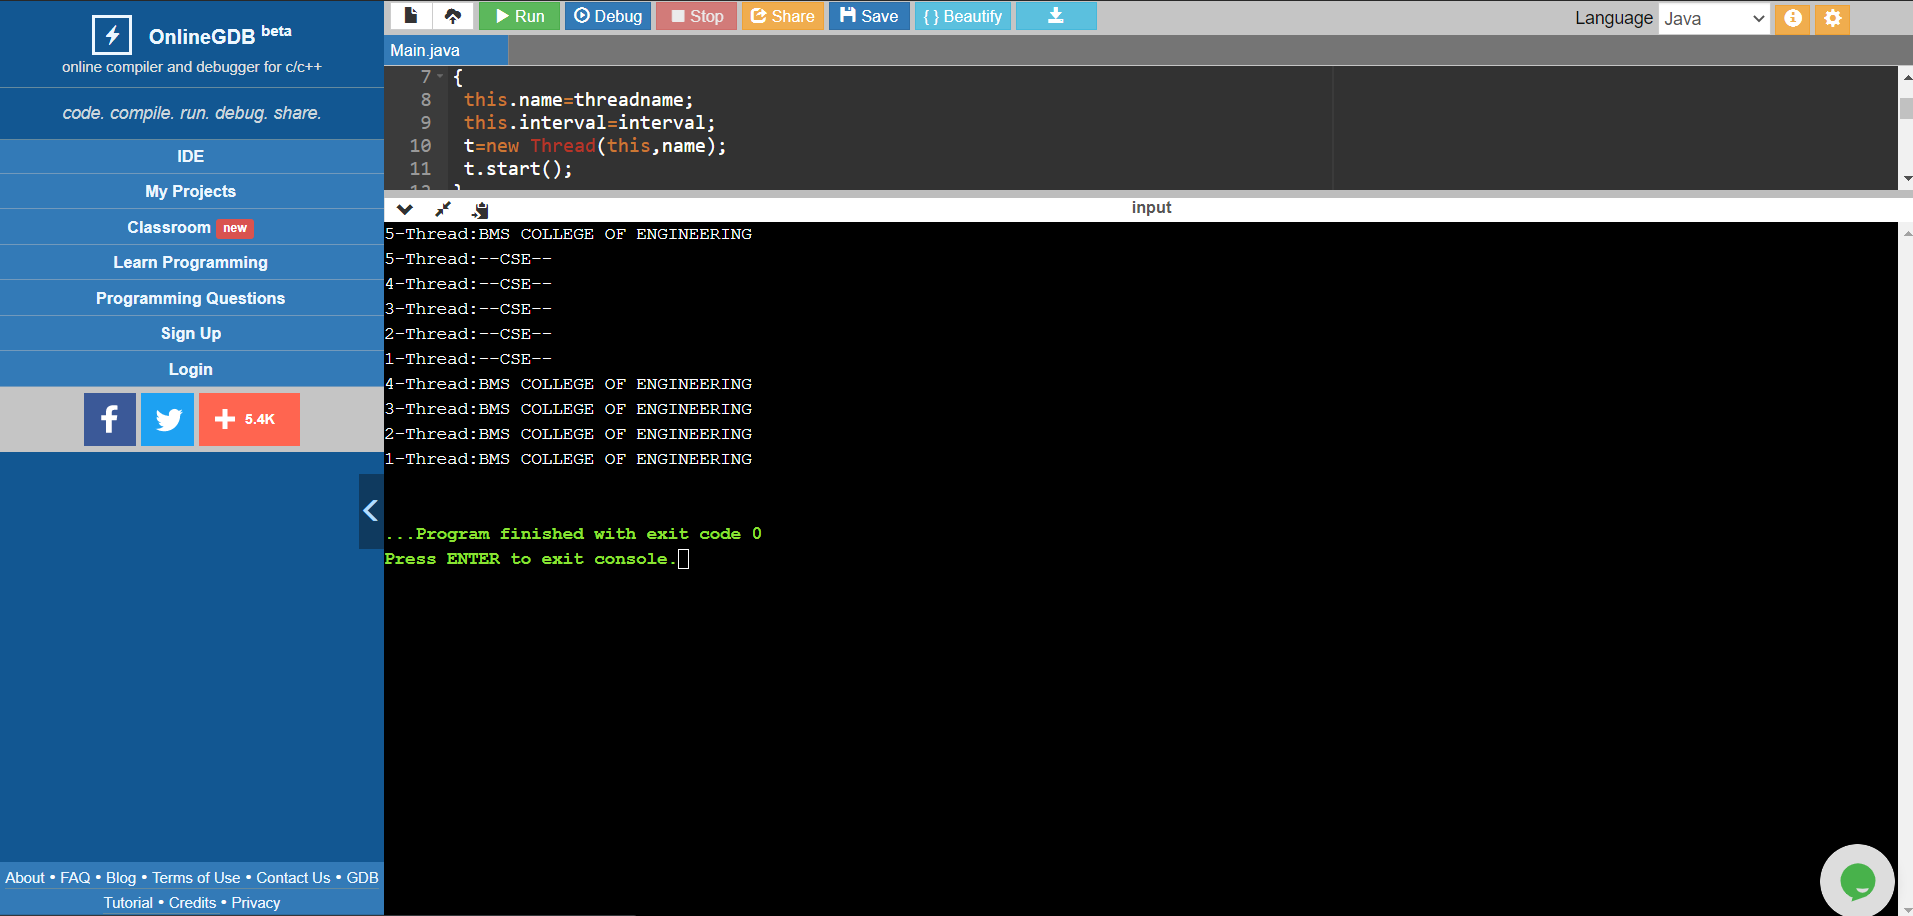 OnlineGDB beta
online compiler and debugger for c/c++
code. compile. run. debug. share.
IDE
My Projects
Classroom new
Learn Programming
Programming Questions
Sign Up
Login
5.4K
About • FAQ • Blog • Terms of Use • Contact Us • GDB
Tutorial • Credits • Privacy
Run Debug Stop Share Save { } Beautify
Language Java
Main.java
7 {
8 this.name=threadname;
9 this.interval=interval;
10 t=new Thread(this,name);
11 t.start();
12 }
input
5-Thread:BMS COLLEGE OF ENGINEERING
5-Thread:--CSE--
4-Thread:--CSE--
3-Thread:--CSE--
2-Thread:--CSE--
1-Thread:--CSE--
4-Thread:BMS COLLEGE OF ENGINEERING
3-Thread:BMS COLLEGE OF ENGINEERING
2-Thread:BMS COLLEGE OF ENGINEERING
1-Thread:BMS COLLEGE OF ENGINEERING
...Program finished with exit code 0
Press ENTER to exit console.